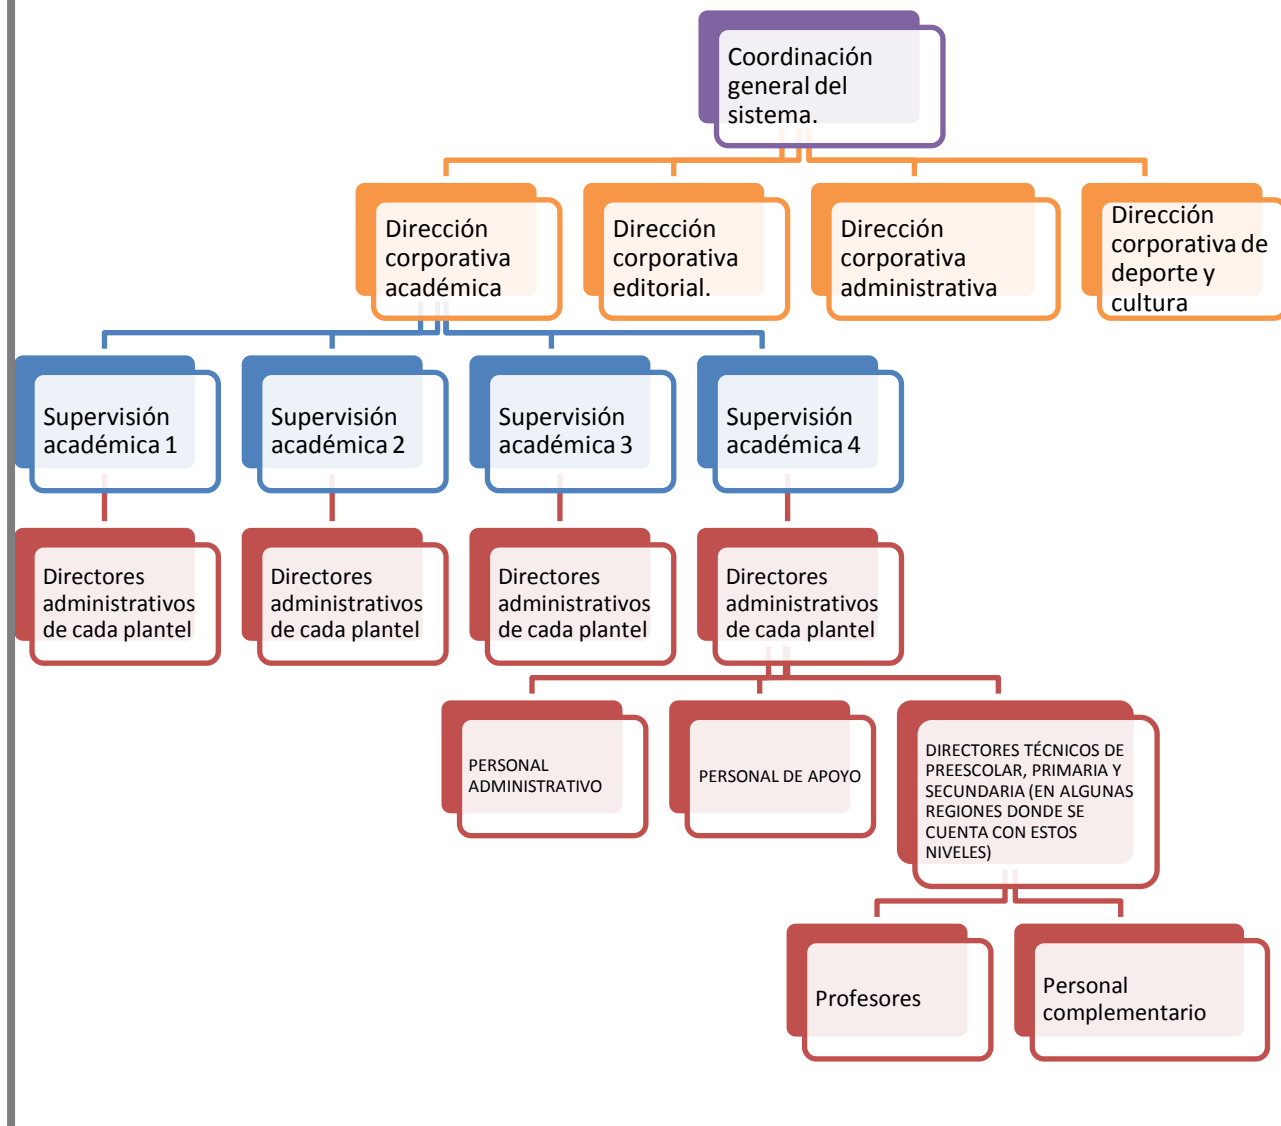 Coordinación
general del
sistema.
Dirección
corporativa
académica
Dirección
corporativa
editorial.
Dirección
corporativa
administrativa
Dirección
corporativa de
deporte y
cultura
Supervisión
académica 1
Supervisión
académica 2
Supervisión
académica 3
Supervisión
académica 4
Directores
administrativos
de cada plantel
Directores
administrativos
de cada plantel
Directores
administrativos
de cada plantel
Directores
administrativos
de cada plantel
PERSONAL
ADMINISTRATIVO
PERSONAL DE APOYO
DIRECTORES TÉCNICOS DE
PREESCOLAR, PRIMARIA Y
SECUNDARIA (EN ALGUNAS
REGIONES DONDE SE
CUENTA CON ESTOS
NIVELES)
Profesores
Personal
complementario